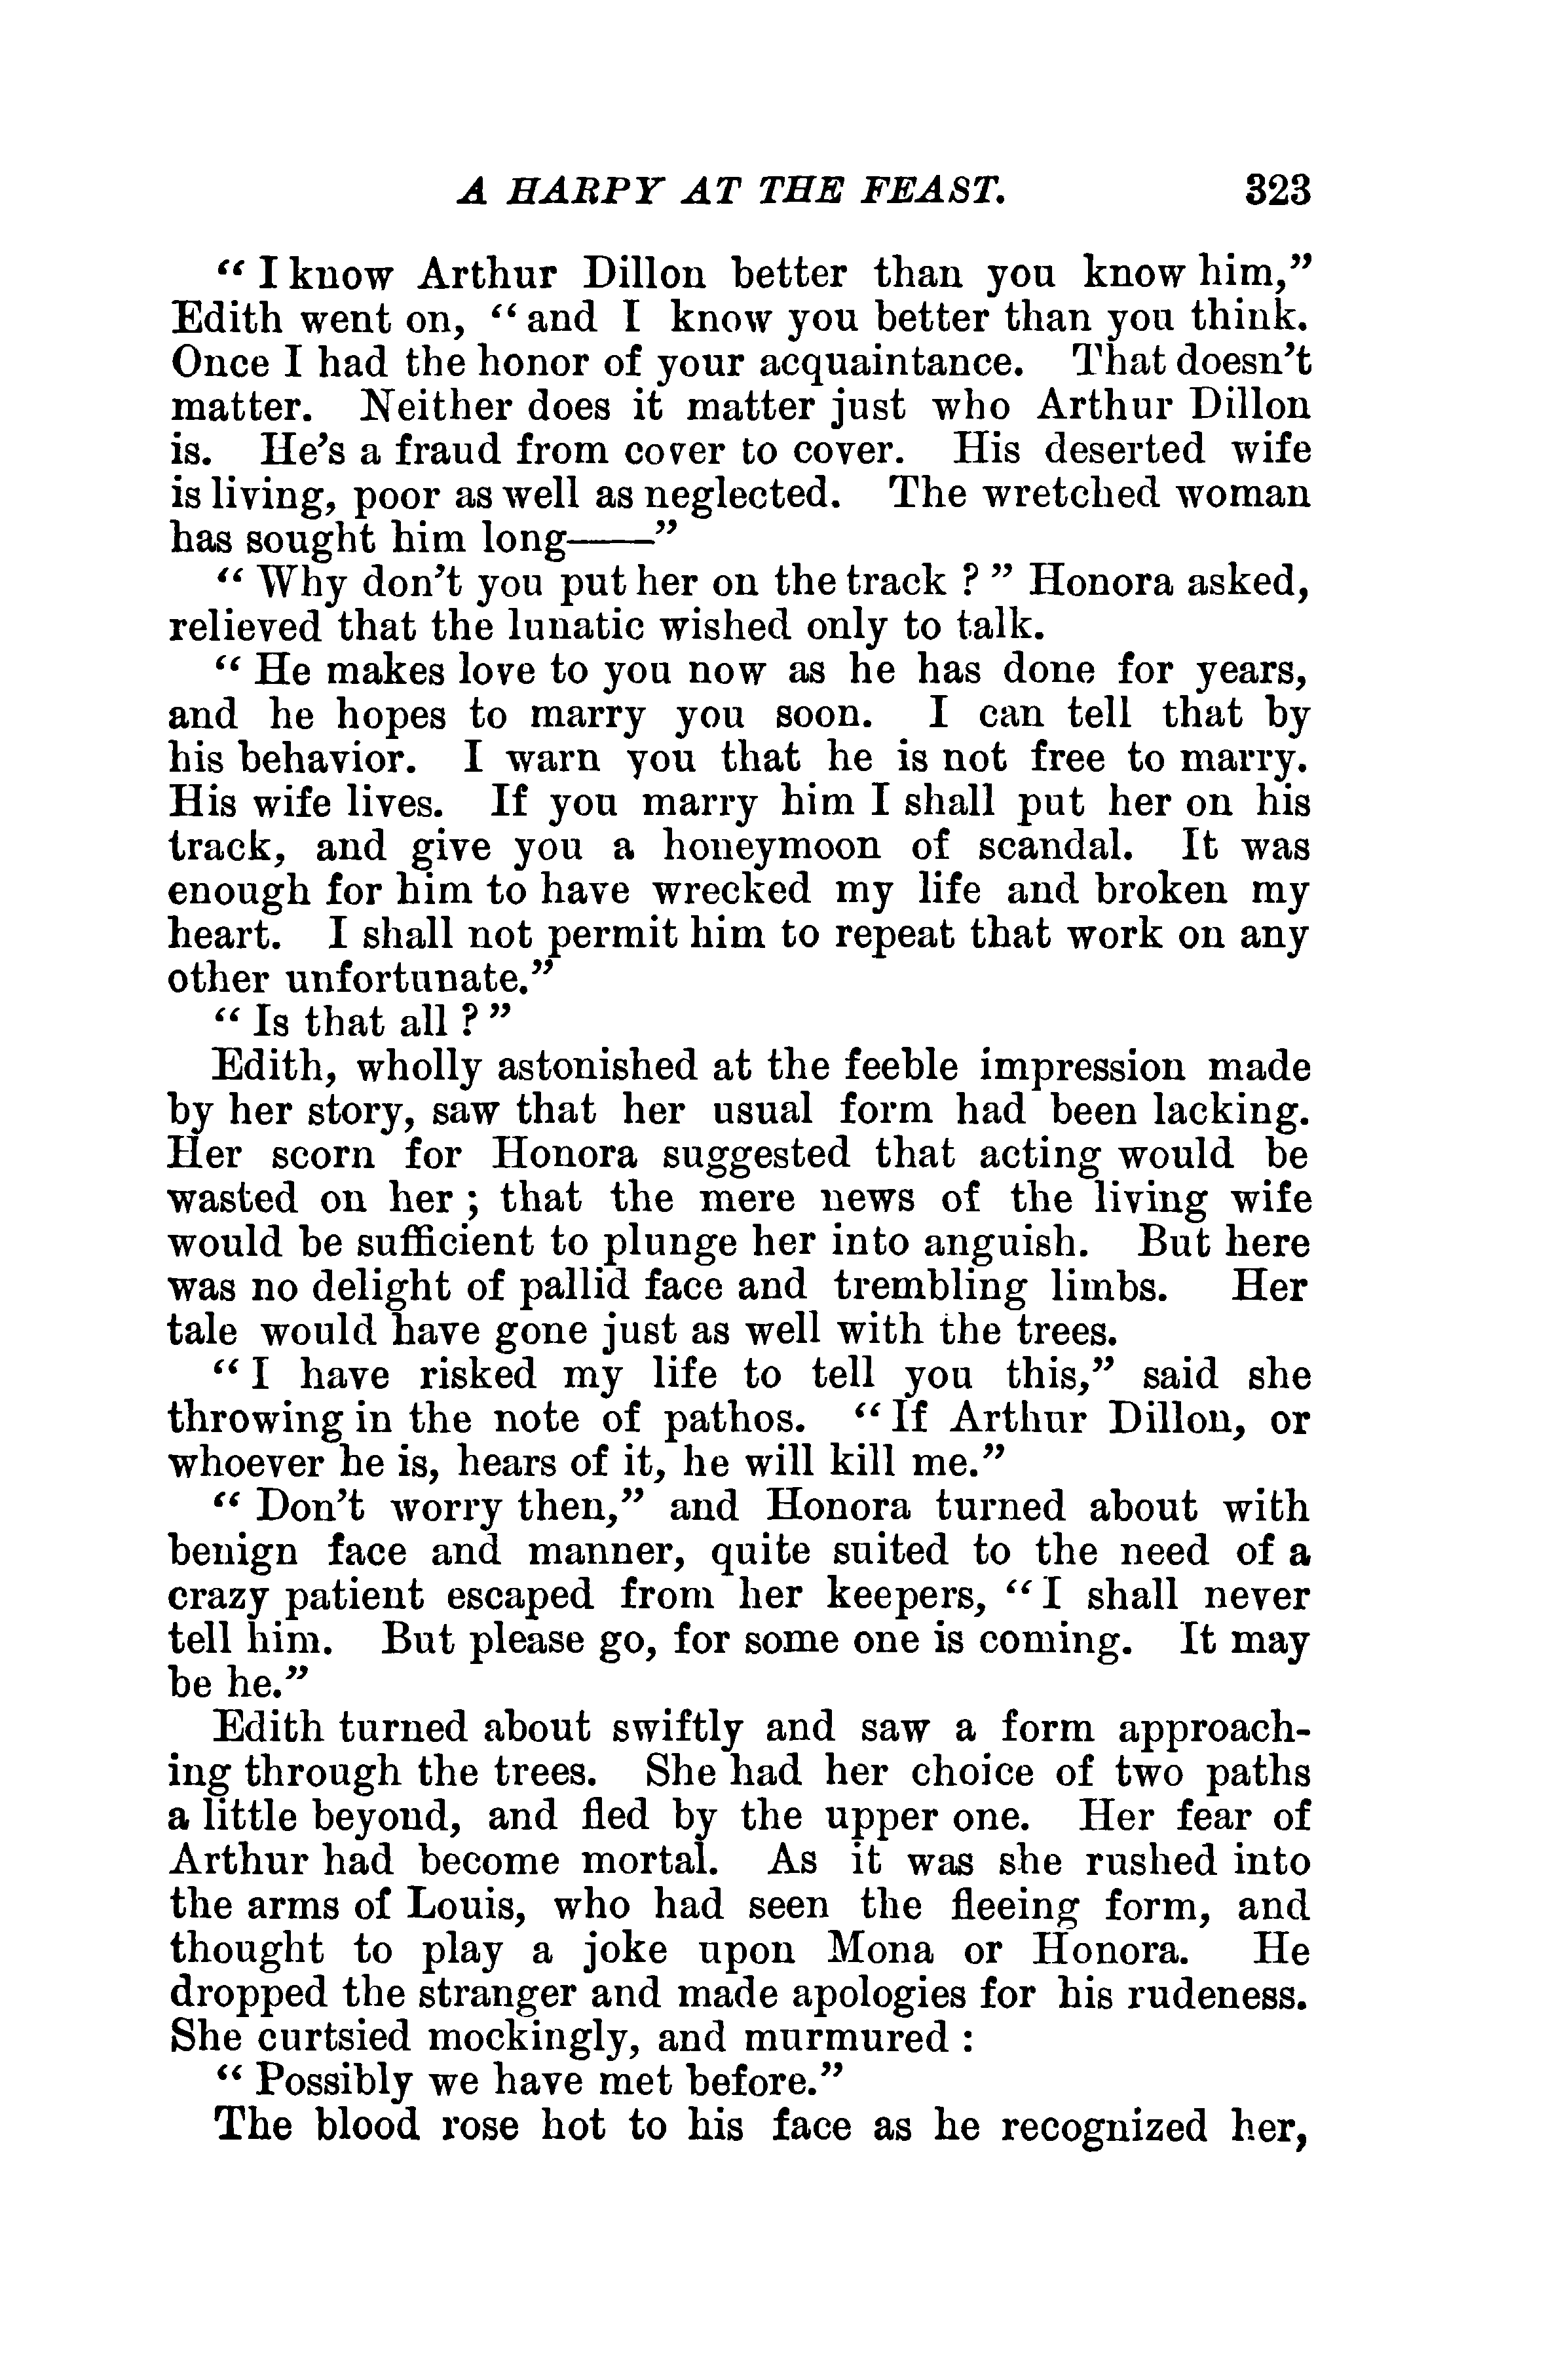 A HARPY AT THE FEAST. 323
“ I know Arthur Dillon better than you know him,”
Edith went on, “ and I know you better than you think.
Once I had the honor of your acquaintance. That doesn’t
matter. Neither does it matter just who Arthur Dillon
is. He’s a fraud from cover to cover. His deserted wife
is living, poor as well as neglected. The wretched woman
has sought him long——”
“ Why don’t you put her on the track ? ” Honora asked,
relieved that the lunatic wished only to talk.
“ He makes love to you now as he has done for years,
and he hopes to marry you soon. I can tell that by
his behavior. I warn you that he is not free to marry.
His wife lives. If you marry him I shall put her on his
track, and give you a honeymoon of scandal. It was
enough for him to have wrecked my life and broken my
heart. I shall not permit him to repeat that work on any
other unfortunate.”
“ Is that all ? ”
Edith, wholly astonished at the feeble impression made
by her story, saw that her usual form had been lacking.
Her scorn for Honora suggested that acting would be
wasted on her ; that the mere news of the living wife
would be sufficient to plunge her into anguish. But here
was no delight of pallid face and trembling limbs. Her
tale would have gone just as well with the trees.
“ I have risked my life to tell you this,” said she
throwing in the note of pathos. “ If Arthur Dillon, or
whoever he is, hears of it, he will kill me.”
“ Don’t worry then,” and Honora turned about with
benign face and manner, quite suited to the need of a
crazy patient escaped from her keepers, “ I shall never
tell him. But please go, for some one is coming. It may
be he.”
Edith turned about swiftly and saw a form approach-
ing through the trees. She had her choice of two paths
a little beyond, and fled by the upper one. Her fear of
Arthur had become mortal. As it was she rushed into
the arms of Louis, who had seen the fleeing form, and
thought to play a joke upon Mona or Honora. He
dropped the stranger and made apologies for his rudeness.
She curtsied mockingly, and murmured :
“ Possibly we have met before.”
The blood rose hot to his face as he recognized her,